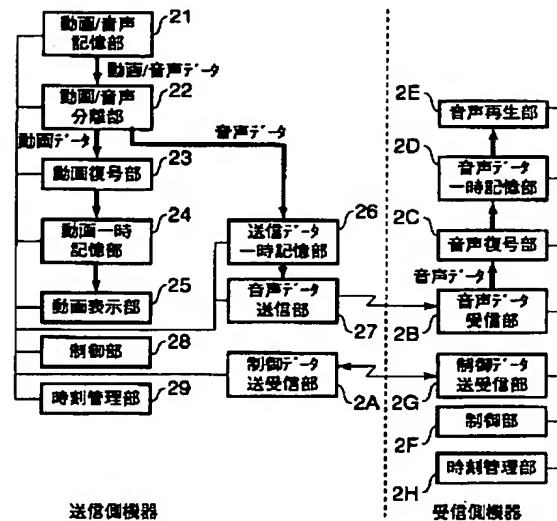 21
動画/音声
記憶部
動画/音声データ
22
動画/音声
分離部
動画データ
音声データ
23
動画復号部
24
動画一時
記憶部
25
動画表示部
26
送信データ
一時記憶部
音声データ
送信部
27
28
制御部
制御データ
送受信部
2A
29
時刻管理部
送信側機器
2E
音声再生部
2D
音声データ
一時記憶部
2C
音声復号部
音声データ
音声データ
受信部
2B
制御データ
送受信部
2G
制御部
2F
時刻管理部
2H
受信側機器